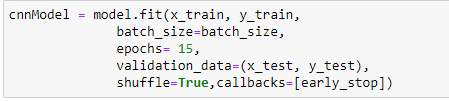 cnnModel = model.fit(x_train, y_train,
batch_size=batch_size,
epochs= 15,
validation_data=(x_test, y_test),
shuffle=True,callbacks=[early_stop])